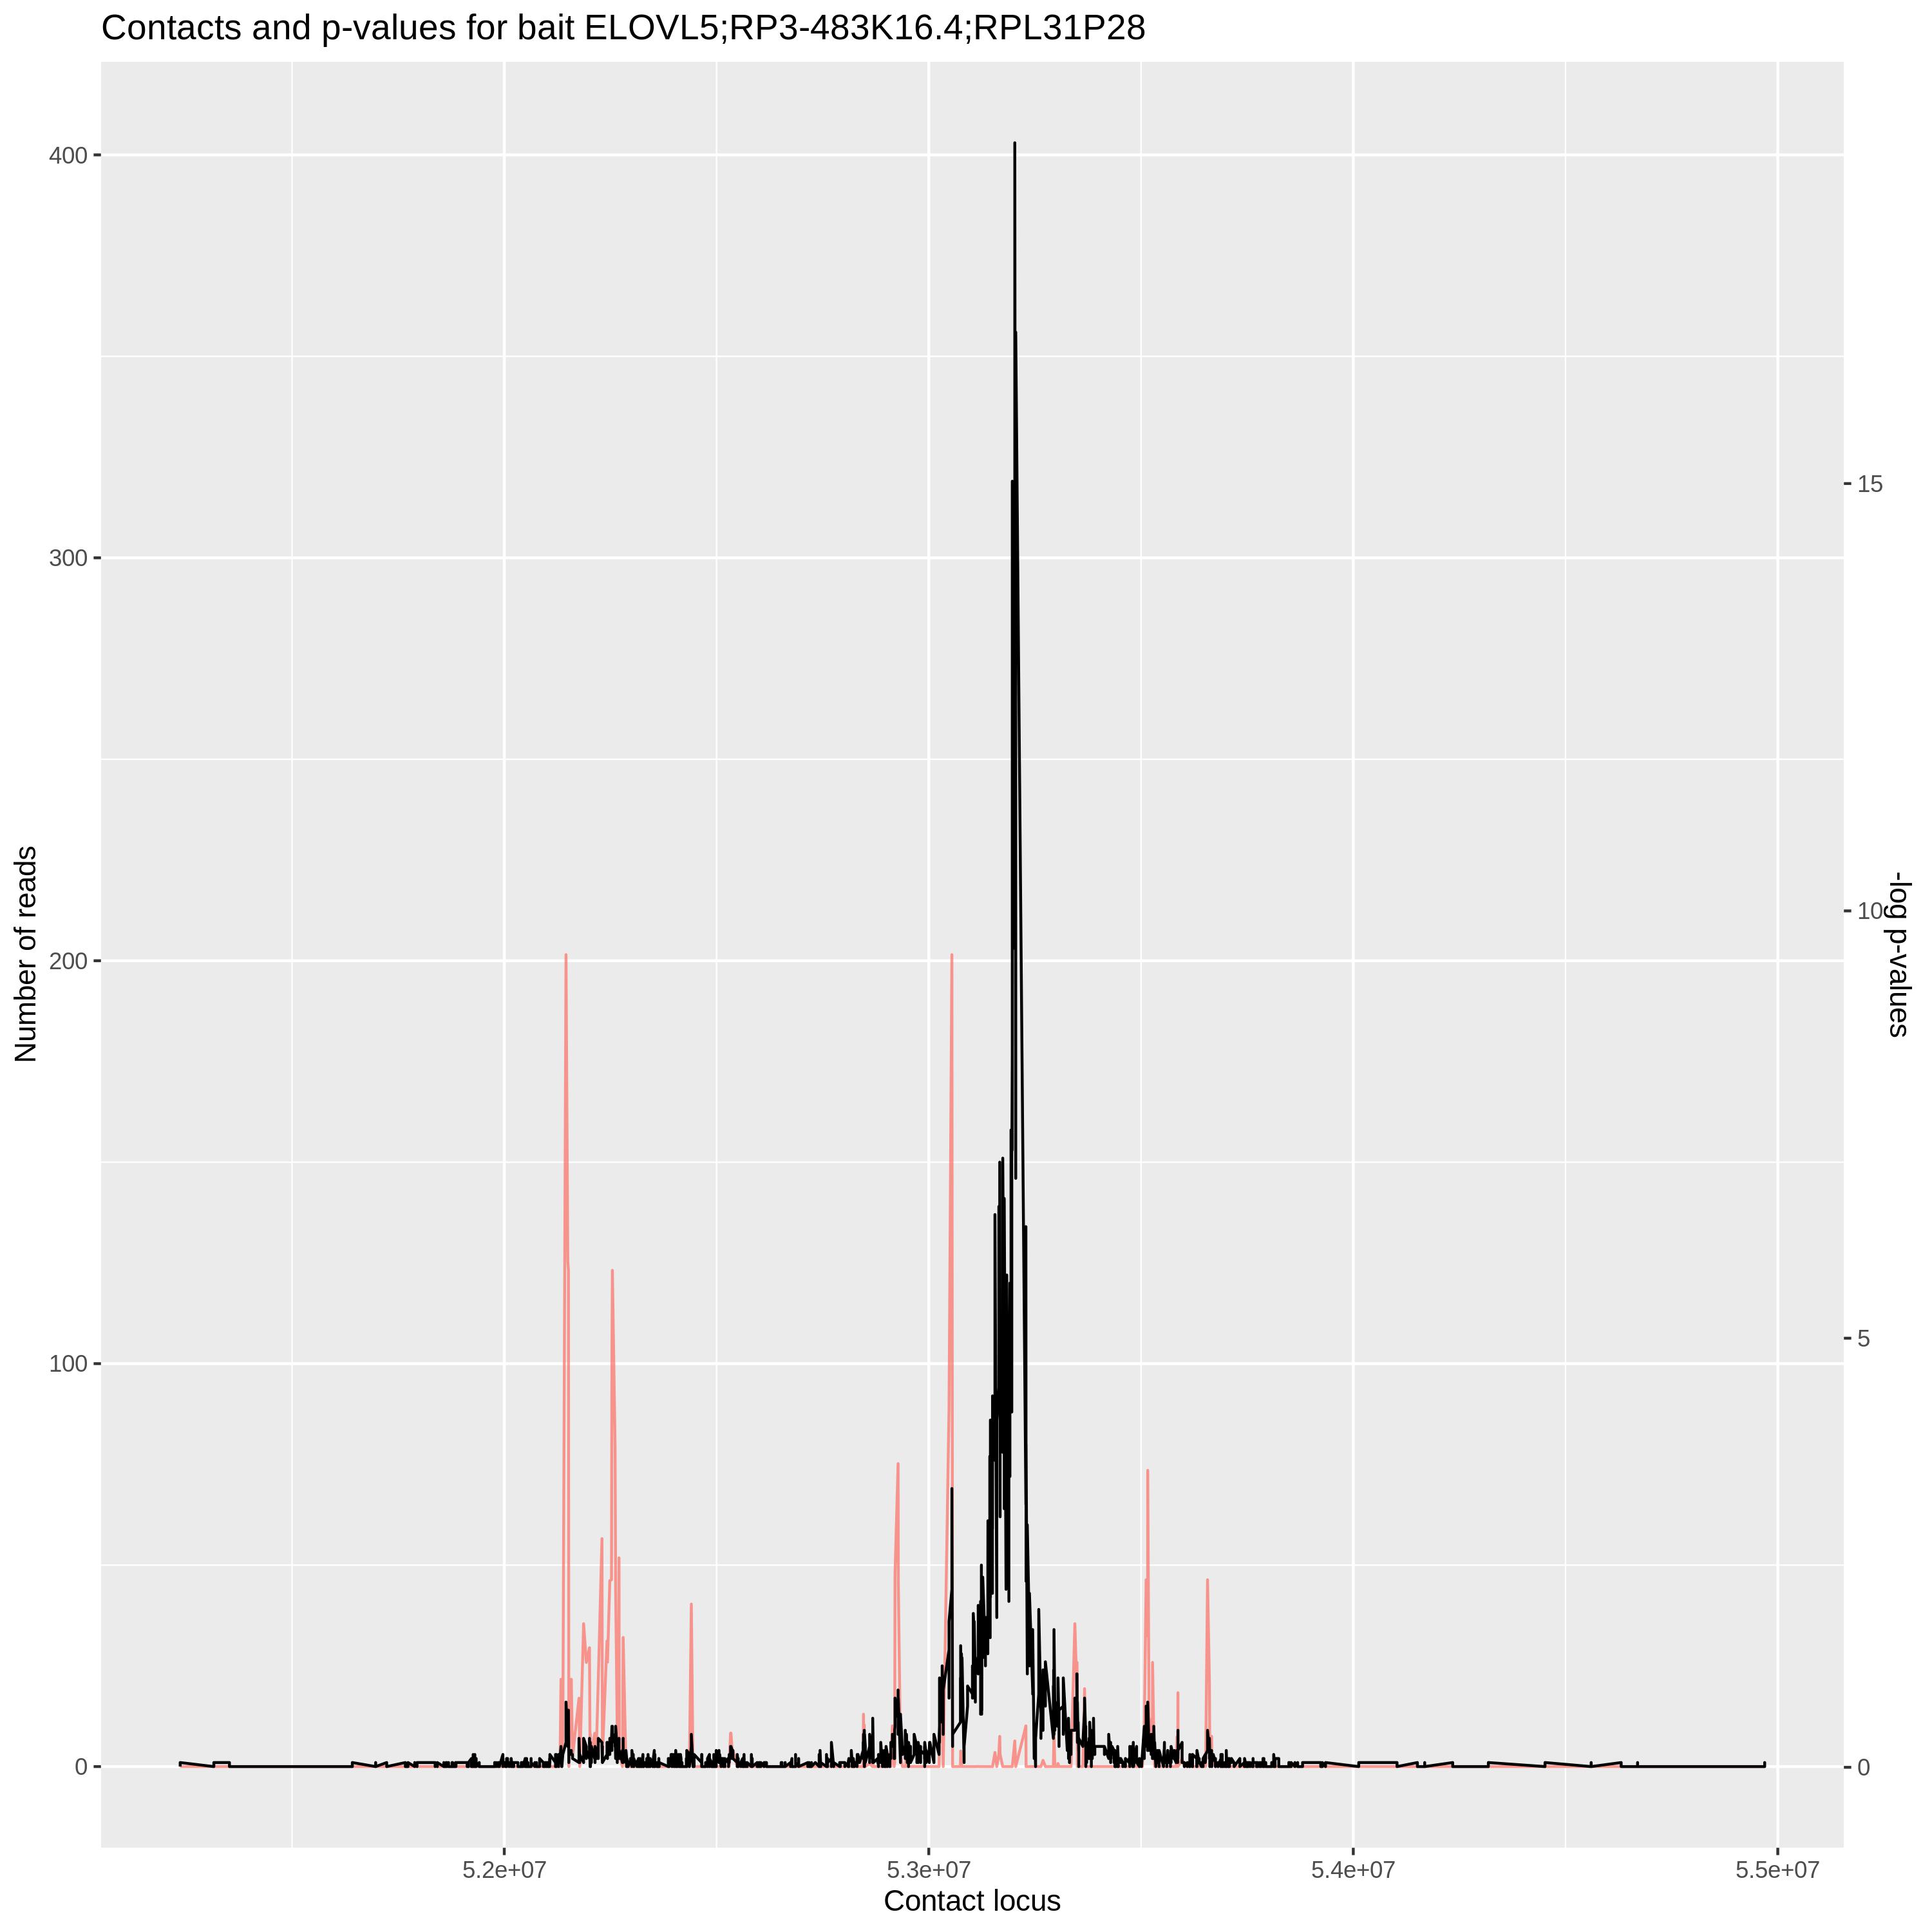 Contacts and p-values for bait ELOVL5;RP3-483K16.4;RPL31P28
400
300
200
100
0
Number of reads
15
10
5
0
-log p-values
5.2e+07
5.3e+07
5.4e+07
5.5e+07
Contact locus